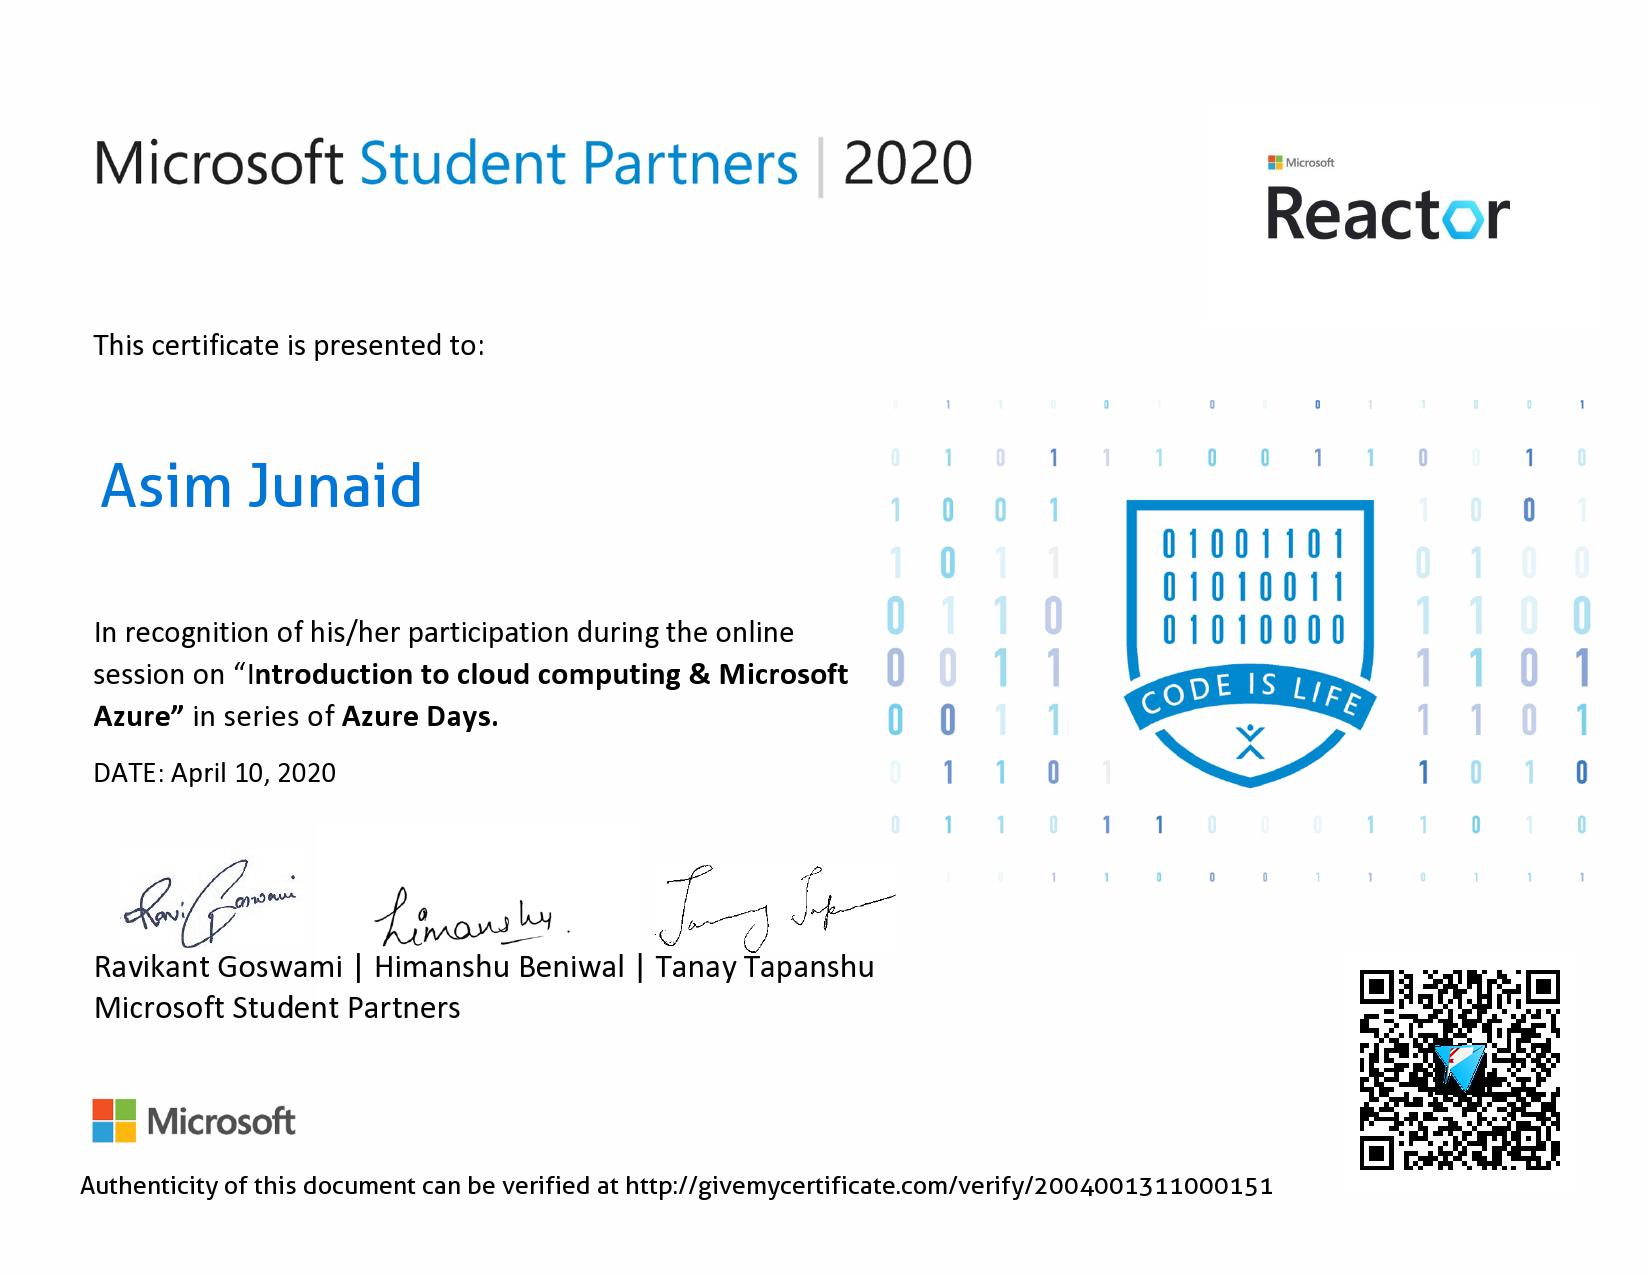 Microsoft Student Partners | 2020
Microsoft
Reactor
This certificate is presented to:
Asim Junaid
In recognition of his/her participation during the online
session on “Introduction to cloud computing & Microsoft
Azure” in series of Azure Days.
DATE: April 10, 2020
01001101
01010011
01010000
CODE IS LIFE
Ravi Goswami
Himanshu
Ravikant Goswami | Himanshu Beniwal | Tanay Tapanshu
Microsoft Student Partners
Microsoft
Authenticity of this document can be verified at http://givemycertificate.com/verify/2004001311000151